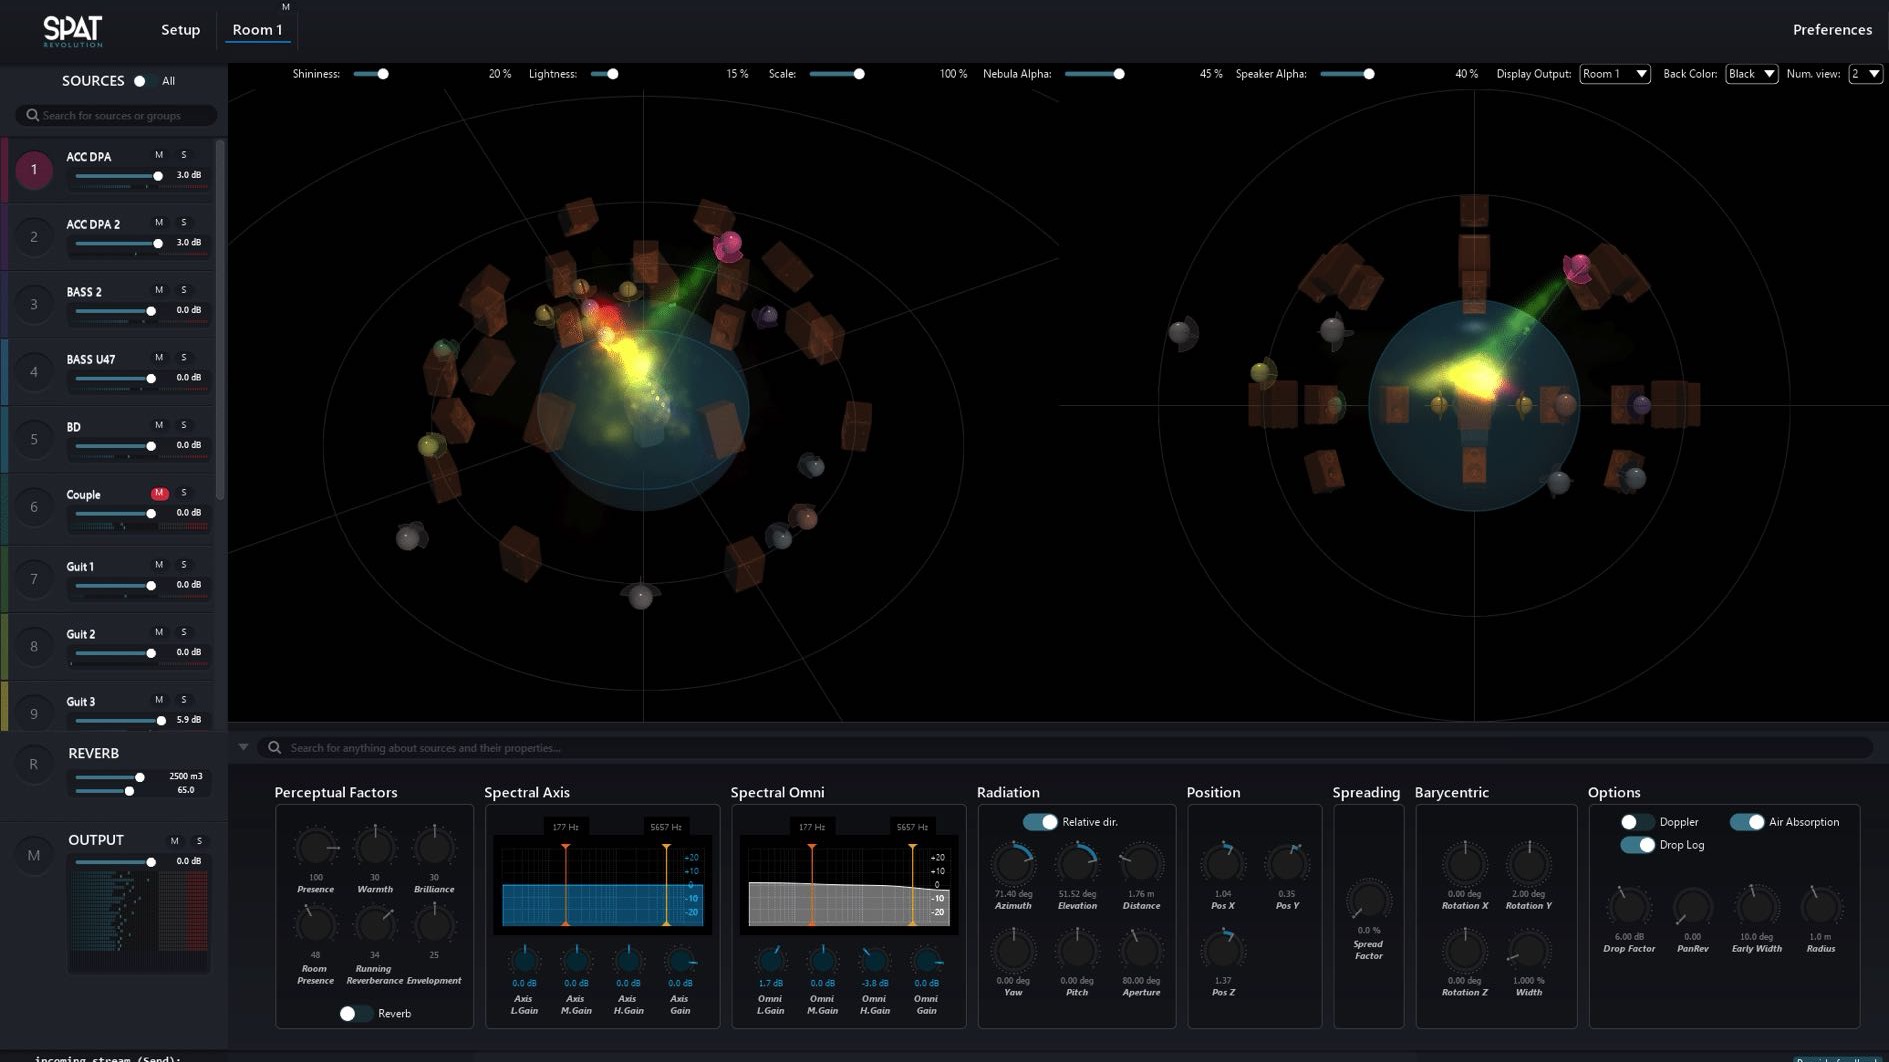 M
SPAT
REVOLUTION
Setup
Room 1
Preferences
SOURCES All
Search for sources or groups
Shininess: 20 % Lightness: 15 % Scale: 100 % Nebula Alpha: 45 % Speaker Alpha: 40 % Display Output: Room 1 Back Color: Black Num. view: 2
1 ACC DPA M S
3.0 dB
2 ACC DPA 2 M S
3.0 dB
3 BASS 2 M S
0.0 dB
4 BASS U47 M S
0.0 dB
5 BD M S
0.0 dB
6 Couple M S
0.0 dB
7 Guit 1 M S
0.0 dB
8 Guit 2 M S
0.0 dB
9 Guit 3 M S
5.9 dB
R REVERB
2500 m3
65.0
M OUTPUT M S
0.0 dB
Search for anything about sources and their properties...
Perceptual Factors
100 30 30
Presence Warmth Brilliance
48 34 25
Room Presence Running Reverberance Envelopment
Reverb
Spectral Axis
177 Hz 5657 Hz
+20
+10
0
-10
-20
0.0 dB 0.0 dB 0.0 dB 0.0 dB
Axis L.Gain Axis M.Gain Axis H.Gain Axis Gain
Spectral Omni
177 Hz 5657 Hz
+20
+10
0
-10
-20
1.7 dB 0.0 dB -3.8 dB 0.0 dB
Omni L.Gain Omni M.Gain Omni H.Gain Omni Gain
Radiation
Relative dir.
71.40 deg 51.52 deg 1.76 m
Azimuth Elevation Distance
0.00 deg 0.00 deg 80.00 deg
Yaw Pitch Aperture
Position
1.04 0.35
Pos X Pos Y
1.37
Pos Z
Spreading
0.0 %
Spread Factor
Barycentric
0.00 deg 2.00 deg
Rotation X Rotation Y
0.00 deg 1.000 %
Rotation Z Width
Options
Doppler Air Absorption
Drop Log
6.00 dB 0.00 10.0 deg 1.0 m
Drop Factor PanRev Early Width Radius
incoming stream (Send):